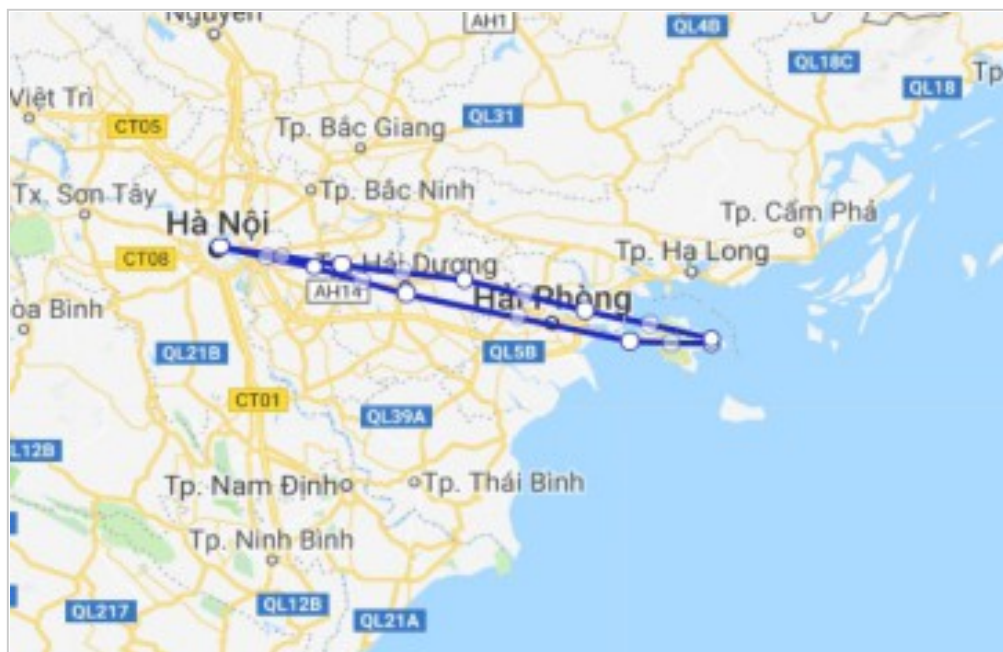 Nguyên
AH1
QL4B
QL18C
QL18
Tp.
Việt Trì
CT05
QL31
Tp. Bắc Giang
Tx. Sơn Tây
Tp. Bắc Ninh
Tp. Cẩm Phả
Hà Nội
Tp. Hạ Long
CT08
Tp. Hải Dương
AH14
Hải Phòng
òa Bình
QL21B
QL5B
CT01
QL39A
QL12B
Tp. Nam Định
Tp. Thái Bình
Tp. Ninh Bình
QL217
QL12B
QL21A